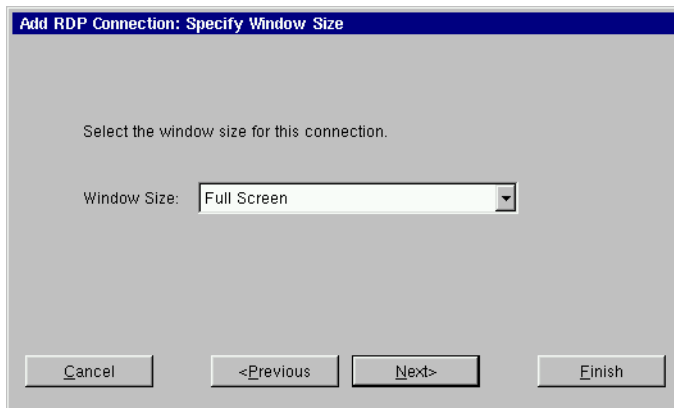 Add RDP Connection: Specify Window Size
Select the window size for this connection.
Window Size: Full Screen
Cancel <Previous Next> Finish